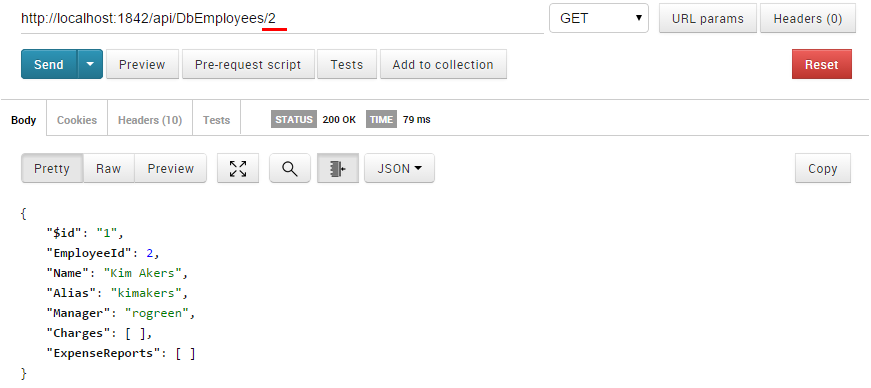 http://localhost:1842/api/DbEmployees/2 GET URL params Headers (0)
Send Preview Pre-request script Tests Add to collection Reset
Body Cookies Headers (10) Tests STATUS 200 OK TIME 79 ms
Pretty Raw Preview JSON Copy
{
"$id": "1",
"EmployeeId": 2,
"Name": "Kim Akers",
"Alias": "kimakers",
"Manager": "rogreen",
"Charges": [ ],
"ExpenseReports": [ ]
}